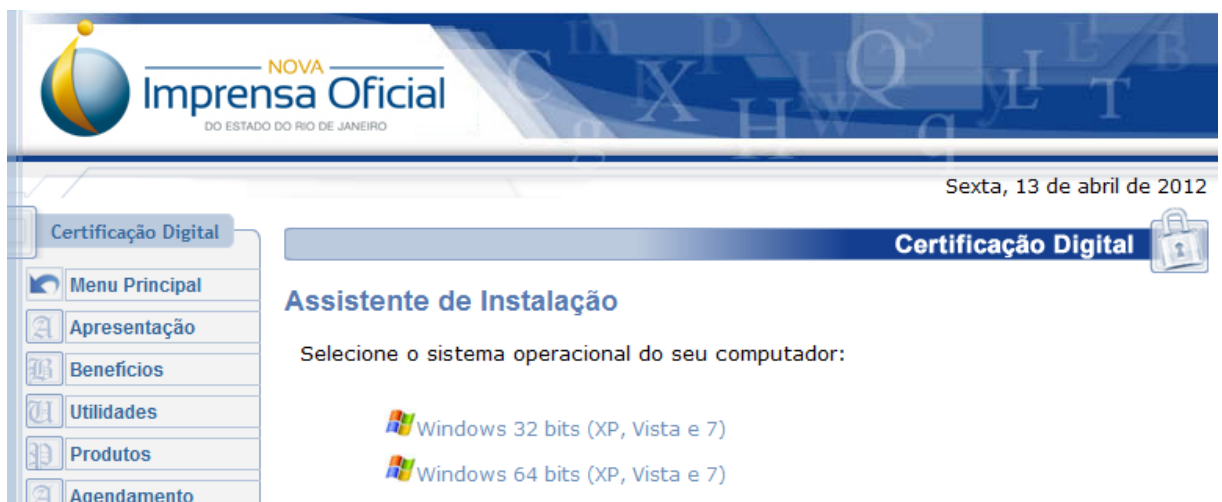 NOVA
Imprensa Oficial
DO ESTADO DO RIO DE JANEIRO
Sexta, 13 de abril de 2012
Certificação Digital
Certificação Digital
Menu Principal
Apresentação
Benefícios
Utilidades
Produtos
Agendamento
Assistente de Instalação
Selecione o sistema operacional do seu computador:
Windows 32 bits (XP, Vista e 7)
Windows 64 bits (XP, Vista e 7)